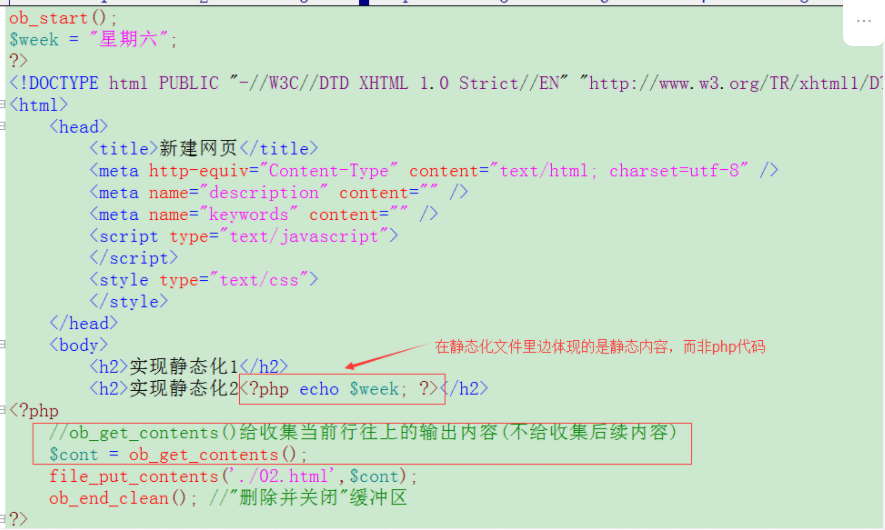 ob_start();
$week = "星期六";
?>
<!DOCTYPE html PUBLIC "-//W3C//DTD XHTML 1.0 Strict//EN" "http://www.w3.org/TR/xhtml1/
<html>
<head>
<title>新建网页</title>
<meta http-equiv="Content-Type" content="text/html; charset=utf-8" />
<meta name="description" content="" />
<meta name="keywords" content="" />
<script type="text/javascript">
</script>
<style type="text/css">
</style>
</head>
<body>
在静态化文件里边体现的是静态内容，而非php代码
<h2>实现静态化1</h2>
<h2>实现静态化2<?php echo $week; ?></h2>
<?php
//ob_get_contents()给收集当前行往上的输出内容(不给收集后续内容)
$cont = ob_get_contents();
file_put_contents('./02.html',$cont);
ob_end_clean(); //"删除并关闭"缓冲区
?>